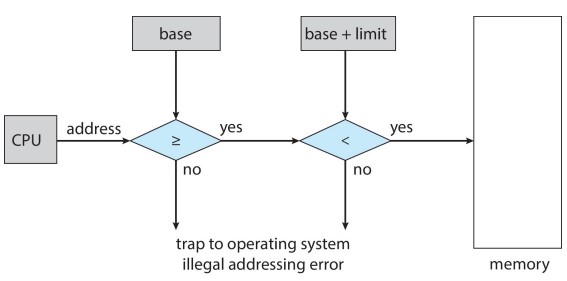 base
base + limit
CPU
address
≥
yes
<
yes
no
no
trap to operating system
illegal addressing error
memory